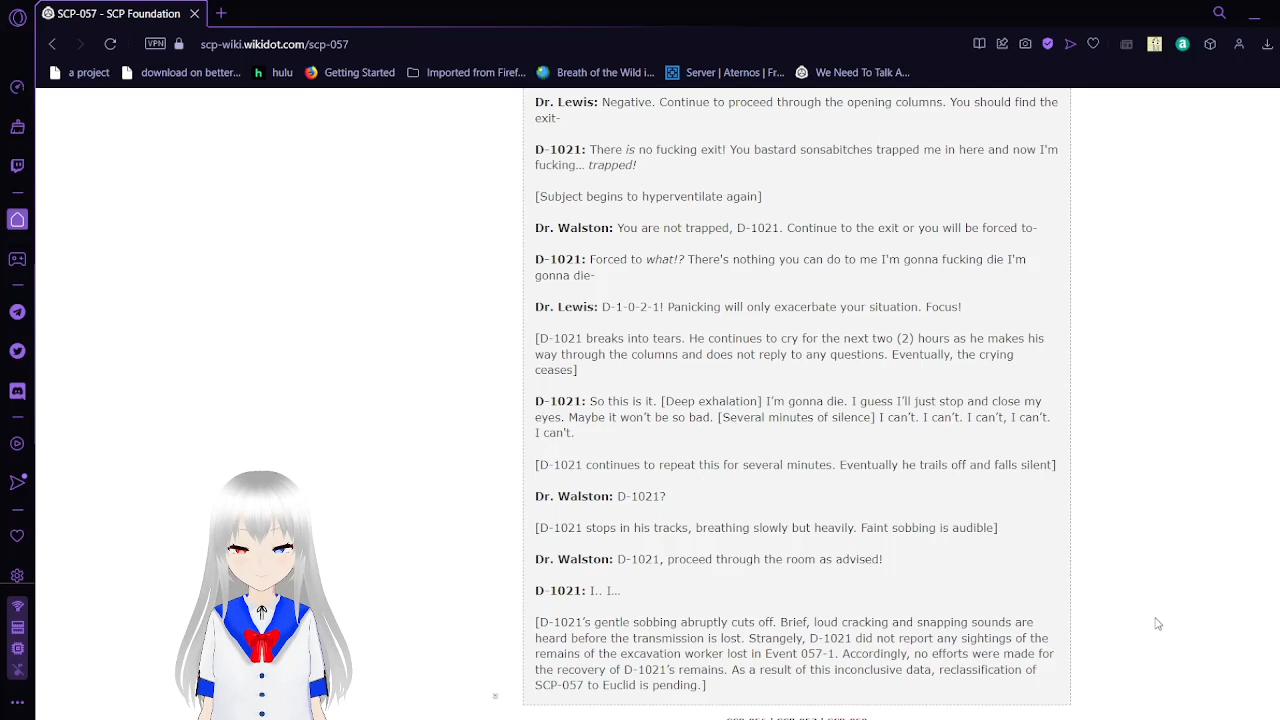 SCP-057 - SCP Foundation
VPN
scp-wiki.wikidot.com/scp-057
a project
download on better...
hulu
Getting Started
Imported from Firef...
Breath of the Wild i...
Server | Aternos | Fr...
We Need To Talk A...
Dr. Lewis: Negative. Continue to proceed through the opening columns. You should find the
exit-
D-1021: There is no fucking exit! You bastard sonsabitches trapped me in here and now I'm
fucking... trapped!
[Subject begins to hyperventilate again]
Dr. Walston: You are not trapped, D-1021. Continue to the exit or you will be forced to-
D-1021: Forced to what!? There's nothing you can do to me I'm gonna fucking die I'm
gonna die-
Dr. Lewis: D-1-0-2-1! Panicking will only exacerbate your situation. Focus!
[D-1021 breaks into tears. He continues to cry for the next two (2) hours as he makes his
way through the columns and does not reply to any questions. Eventually, the crying
ceases]
D-1021: So this is it. [Deep exhalation] I'm gonna die. I guess I'll just stop and close my
eyes. Maybe it won't be so bad. [Several minutes of silence] I can't. I can't. I can't, I can't.
I can't.
[D-1021 continues to repeat this for several minutes. Eventually he trails off and falls silent]
Dr. Walston: D-1021?
[D-1021 stops in his tracks, breathing slowly but heavily. Faint sobbing is audible]
Dr. Walston: D-1021, proceed through the room as advised!
D-1021: I.. I...
[D-1021's gentle sobbing abruptly cuts off. Brief, loud cracking and snapping sounds are
heard before the transmission is lost. Strangely, D-1021 did not report any sightings of the
remains of the excavation worker lost in Event 057-1. Accordingly, no efforts were made for
the recovery of D-1021's remains. As a result of this inconclusive data, reclassification of
SCP-057 to Euclid is pending.]